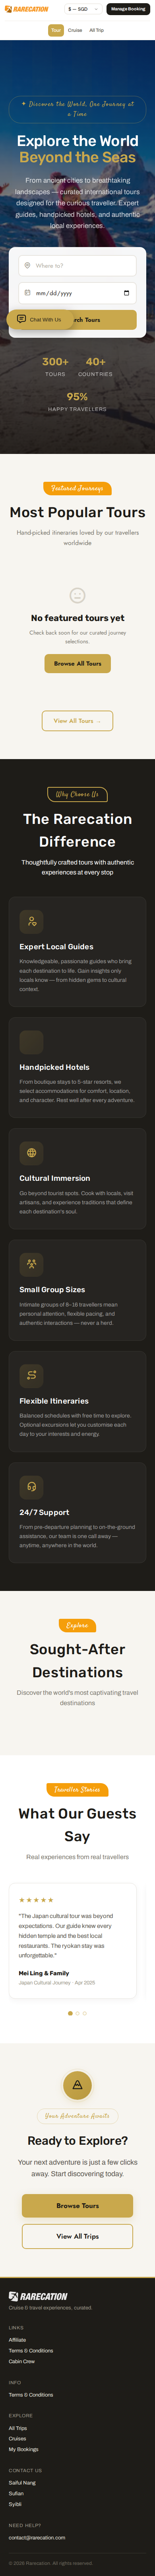 RARECATION
$ — SGD
Manage Booking
Tour
Cruise
All Trip
✦ Discover the World, One Journey at
a Time
Explore the World
Beyond the Seas
From ancient cities to breathtaking
landscapes — curated international tours
designed for every traveler. Expert
guides, handpicked hotels, and authentic
local experiences.
Where to?
mm/dd/yyyy
rch Tours
Chat With Us
300+
TOURS
40+
COUNTRIES
95%
HAPPY TRAVELLERS
Featured Journeys
Most Popular Tours
Hand-picked itineraries loved by our travellers
worldwide
No featured tours yet
Check back soon for our curated journey
selections.
Browse All Tours
View All Tours →
Why Choose Us
The Rarecation
Difference
Thoughtfully crafted tours with authentic
experiences at every stop
Expert Local Guides
Knowledgeable, passionate guides who bring
each destination to life. Gain insights only
locals know — from hidden gems to cultural
context.
Handpicked Hotels
From boutique stays to 5-star resorts, we
select accommodations for comfort, location,
and character. Rest well after every adventure.
Cultural Immersion
Go beyond tourist spots. Cook with locals, visit
artisans, and experience traditions that define
each destination's soul.
Small Group Sizes
Intimate groups of 8–16 travellers mean
personal attention, flexible pacing, and
authentic interactions — never a herd.
Flexible Itineraries
Balanced schedules with free time to explore.
Optional excursions let you customise each
day to your interests and energy.
24/7 Support
From pre-departure planning to on-the-ground
assistance, our team is one call away —
anytime, anywhere in the world.
Explore
Sought-After
Destinations
Discover the world's most captivating travel
destinations
Traveller Stories
What Our Guests
Say
Real experiences from real travellers
★★★★★
"The Japan cultural tour was beyond
expectations. Our guide knew every
hidden temple and the best local
restaurants. The ryokan stay was
unforgettable."
Mei Ling & Family
Japan Cultural Journey · Apr 2025
Your Adventure Awaits
Ready to Explore?
Your next adventure is just a few clicks
away. Start discovering today.
Browse Tours
View All Trips
RARECATION
Cruise & travel experiences, curated.
LINKS
Affiliate
Terms & Conditions
Cabin Crew
INFO
Terms & Conditions
EXPLORE
All Trips
Cruises
My Bookings
CONTACT US
Saiful Nang
Sufian
Syibli
NEED HELP?
contact@rarecation.com
© 2026 Rarecation. All rights reserved.